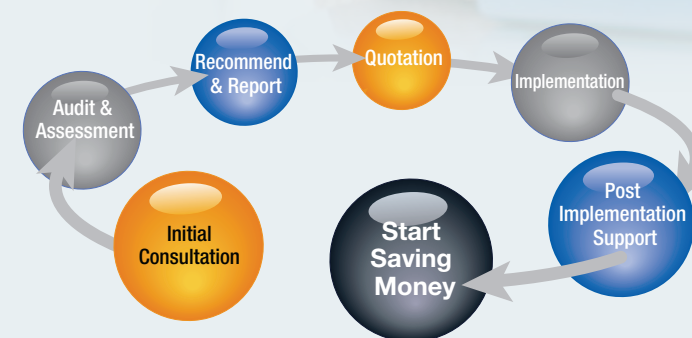 Initial
Consultation
Audit &
Assessment
Recommend
& Report
Quotation
Implementation
Post
Implementation
Support
Start
Saving
Money